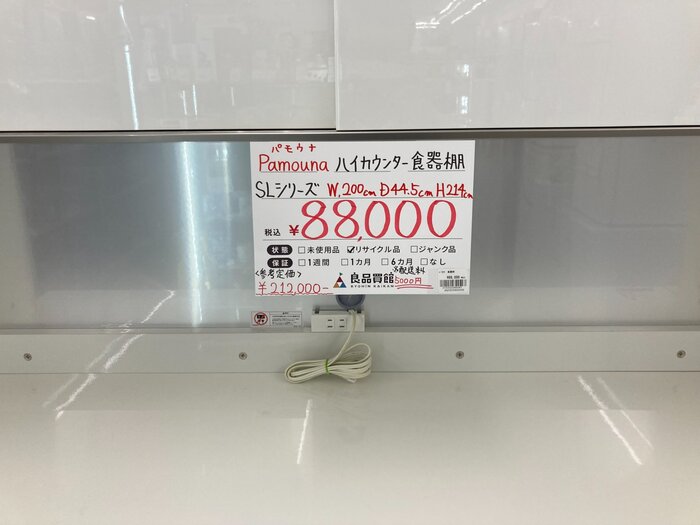 パモウナ
Pamouna ハイカウンター食器棚
SLシリーズ W,200cm D44.5cm H214cm
税込 ¥88,000
状態 □未使用品 ☑リサイクル品 □ジャンク品
保証 □1週間 □1カ月 □6カ月 □なし
<参考定価> ※配送料
¥212,000- 良品買館 5000円
RYOHIN KAIKAN